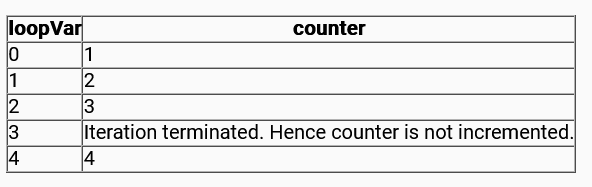 loopVar counter
0 1
1 2
2 3
3 Iteration terminated. Hence counter is not incremented.
4 4